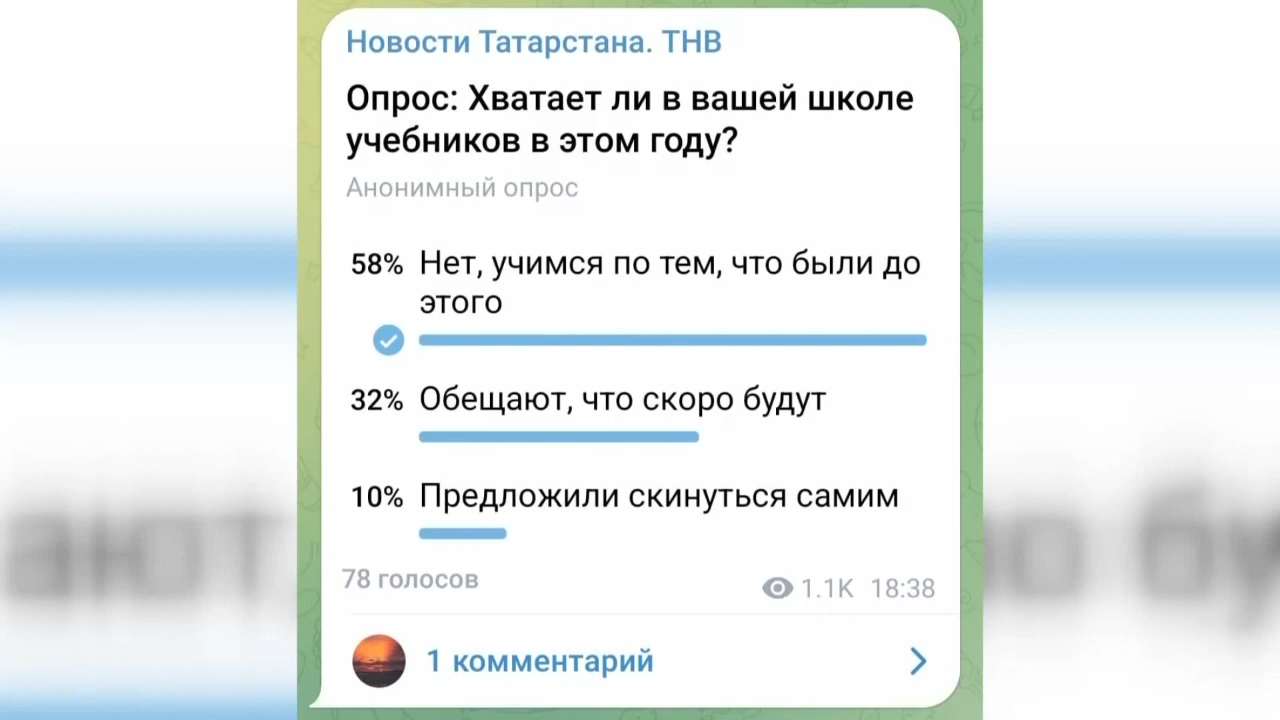 Новости Татарстана. ТНВ
Опрос: Хватает ли в вашей школе
учебников в этом году?
Анонимный опрос
58% Нет, учимся по тем, что были до
этого
32% Обещают, что скоро будут
10% Предложили скинуться самим
78 голосов
1.1K 18:38
1 комментарий